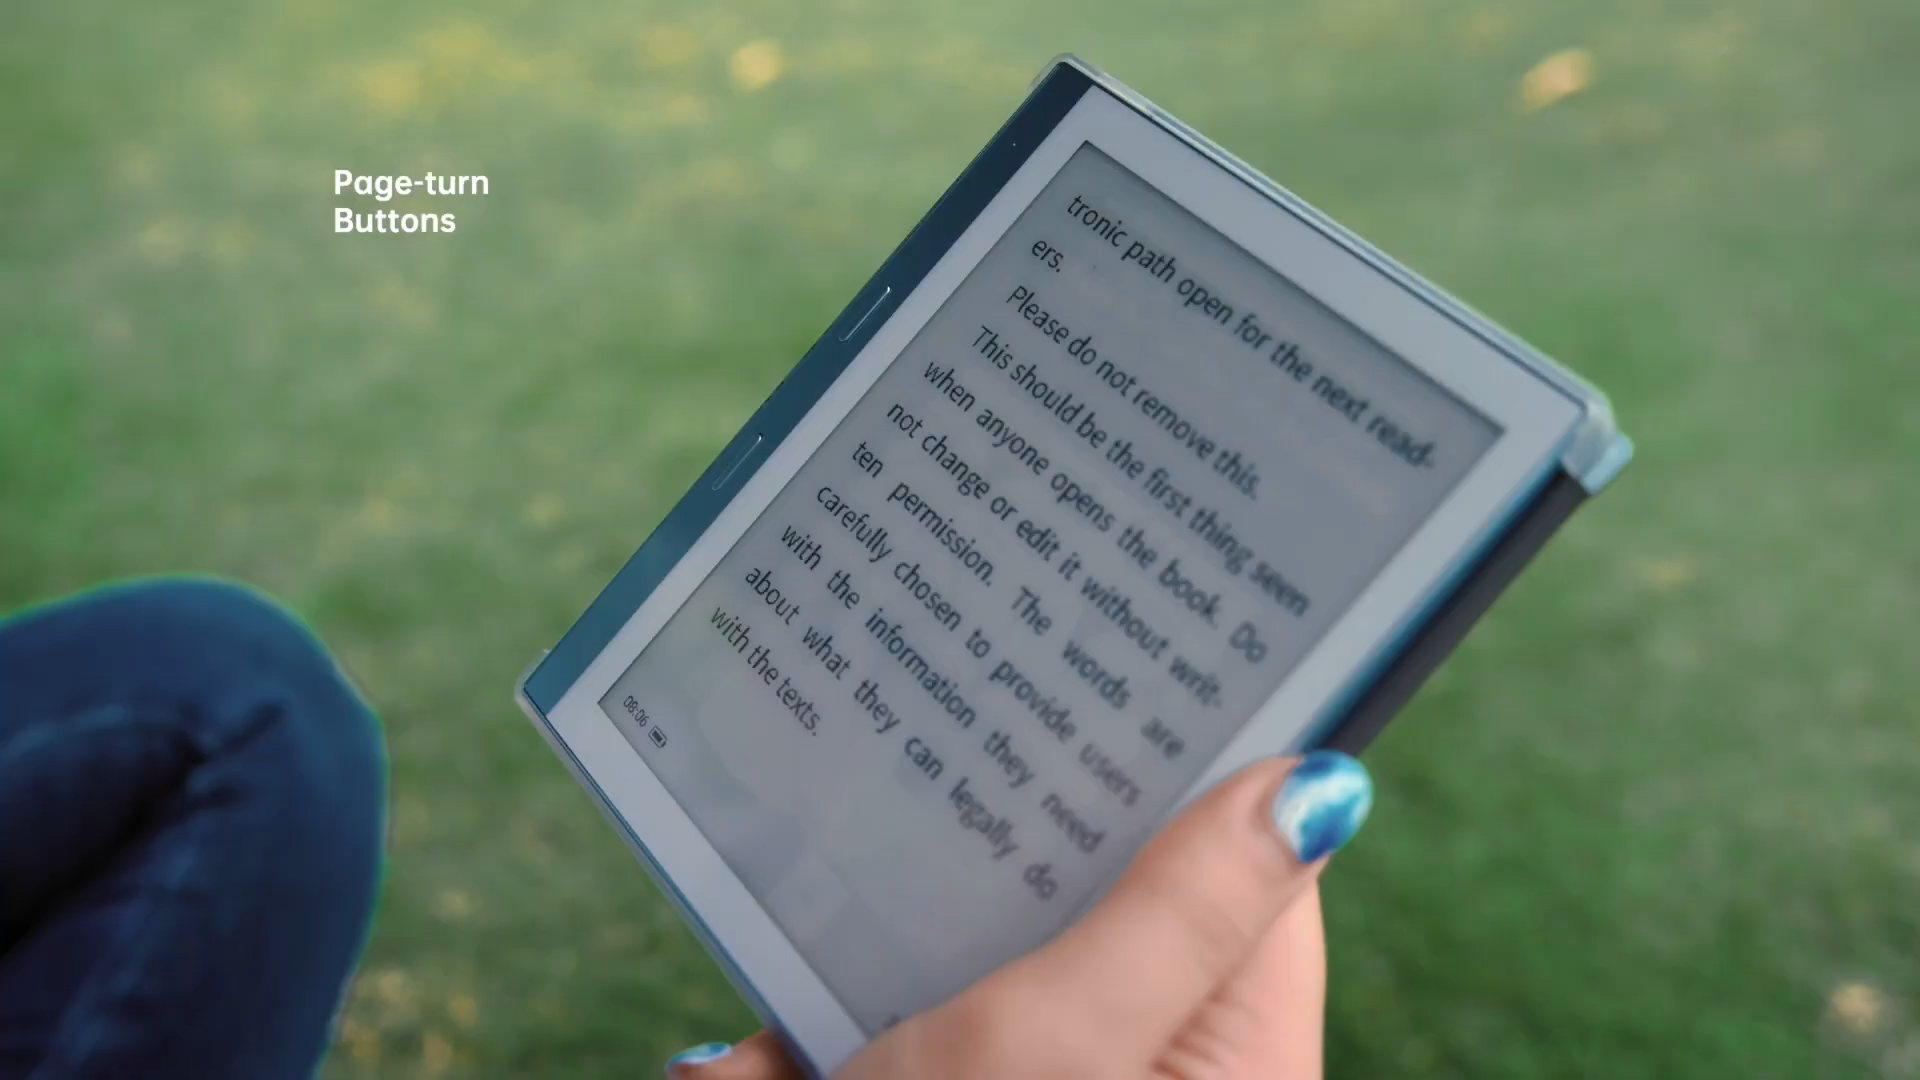 Page-turn
Buttons
tronic path open for the next read-
ers.
Please do not remove this.
This should be the first thing seen
when anyone opens the book. Do
not change or edit it without writ-
ten permission. The words are
carefully chosen to provide users
with the information they need
about what they can legally do
with the texts.
08:06